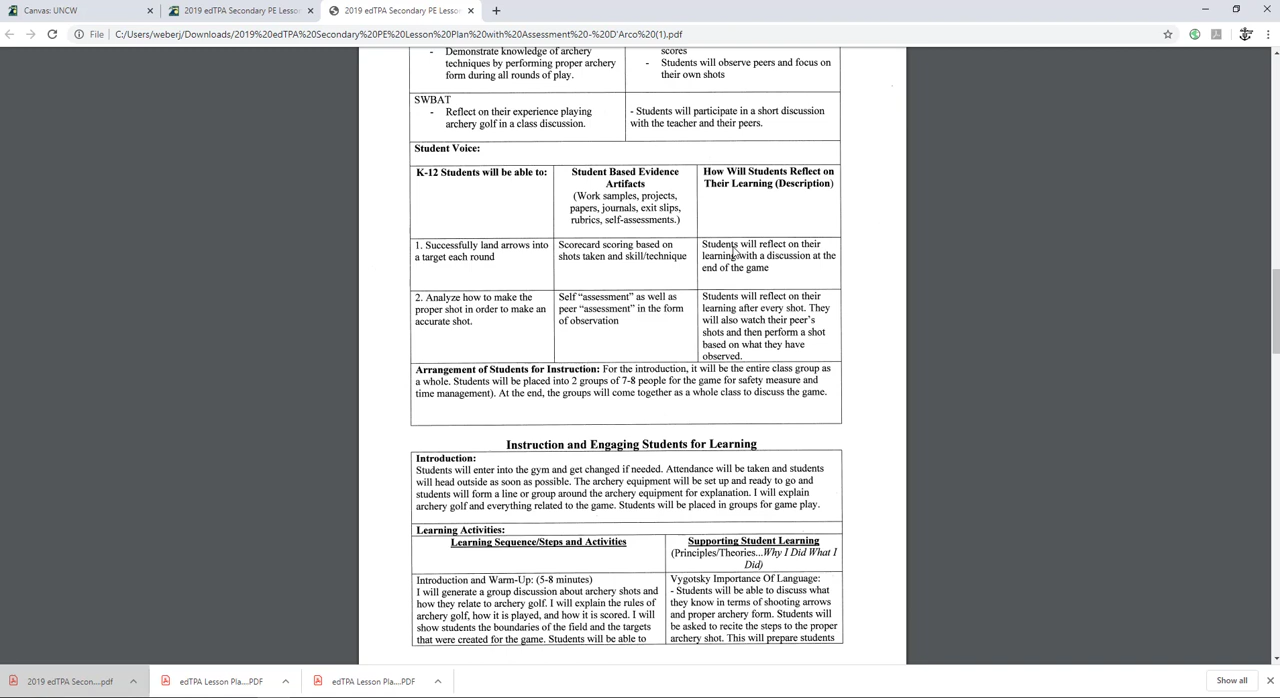 Canvas: UNCW
2019 edTPA Secondary PE Lesso
2019 edTPA Secondary PE Lesso
File
C:/Users/weberj/Downloads/2019%20edTPA%20Secondary%20PE%20Lesson%20Plan%20with%20Assessment%20-%20D'Arco%20(1).pdf
- Demonstrate knowledge of archery
techniques by performing proper archery
form during all rounds of play.
scores
- Students will observe peers and focus on
their own shots
SWBAT
- Reflect on their experience playing
archery golf in a class discussion.
- Students will participate in a short discussion
with the teacher and their peers.
Student Voice:
K-12 Students will be able to:
Student Based Evidence
Artifacts
(Work samples, projects,
papers, journals, exit slips,
rubrics, self-assessments.)
How Will Students Reflect on
Their Learning (Description)
1. Successfully land arrows into
a target each round
Scorecard scoring based on
shots taken and skill/technique
Students will reflect on their
learning with a discussion at the
end of the game
2. Analyze how to make the
proper shot in order to make an
accurate shot.
Self “assessment” as well as
peer “assessment” in the form
of observation
Students will reflect on their
learning after every shot. They
will also watch their peer’s
shots and then perform a shot
based on what they have
observed.
Arrangement of Students for Instruction: For the introduction, it will be the entire class group as
a whole. Students will be placed into 2 groups of 7-8 people for the game for safety measure and
time management). At the end, the groups will come together as a whole class to discuss the game.
Instruction and Engaging Students for Learning
Introduction:
Students will enter into the gym and get changed if needed. Attendance will be taken and students
will head outside as soon as possible. The archery equipment will be set up and ready to go and
students will form a line or group around the archery equipment for explanation. I will explain
archery golf and everything related to the game. Students will be placed in groups for game play.
Learning Activities:
Learning Sequence/Steps and Activities
Supporting Student Learning
(Principles/Theories...Why I Did What I
Did)
Introduction and Warm-Up: (5-8 minutes)
I will generate a group discussion about archery shots and
how they relate to archery golf. I will explain the rules of
archery golf, how it is played, and how it is scored. I will
show students the boundaries of the field and the targets
that were created for the game. Students will be able to
Vygotsky Importance Of Language:
- Students will be able to discuss what
they know in terms of shooting arrows
and proper archery form. Students will
be asked to recite the steps to the proper
archery shot. This will prepare students
2019 edTPA Secon....pdf
edTPA Lesson Pla....PDF
edTPA Lesson Pla....PDF
Show all